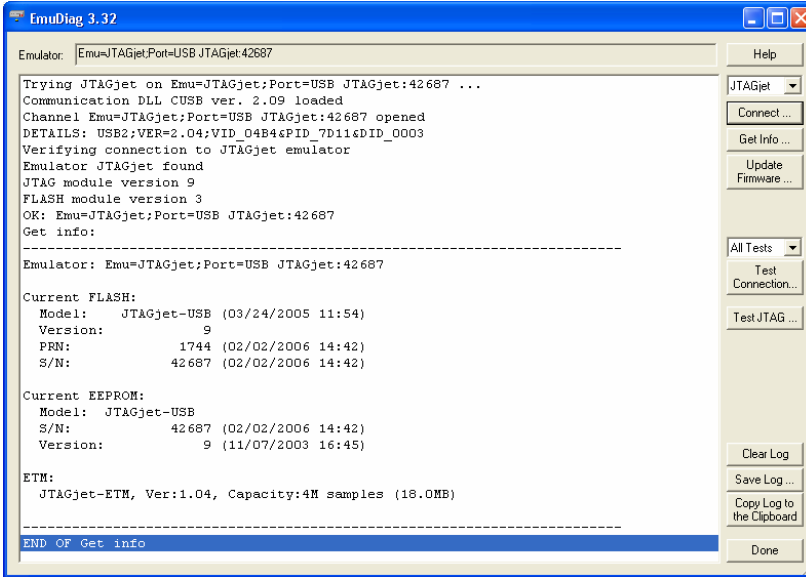 EmuDiag 3.32
Emulator: Emu=JTAGjet;Port=USB JTAGjet:42687
Help
Trying JTAGjet on Emu=JTAGjet;Port=USB JTAGjet:42687 ...
Communication DLL CUSB ver. 2.09 loaded
Channel Emu=JTAGjet;Port=USB JTAGjet:42687 opened
DETAILS: USB2;VER=2.04;VID_04B4&PID_7D11&DID_0003
Verifying connection to JTAGjet emulator
Emulator JTAGjet found
JTAG module version 9
FLASH module version 3
OK: Emu=JTAGjet;Port=USB JTAGjet:42687
Get info:
--------------------------------------------------------------------------
Emulator: Emu=JTAGjet;Port=USB JTAGjet:42687
Current FLASH:
Model: JTAGjet-USB (03/24/2005 11:54)
Version: 9
PRN: 1744 (02/02/2006 14:42)
S/N: 42687 (02/02/2006 14:42)
Current EEPROM:
Model: JTAGjet-USB
S/N: 42687 (02/02/2006 14:42)
Version: 9 (11/07/2003 16:45)
ETM:
JTAGjet-ETM, Ver:1.04, Capacity:4M samples (18.0MB)
--------------------------------------------------------------------------
END OF Get info
JTAGjet
Connect ...
Get Info ...
Update
Firmware ...
All Tests
Test
Connection...
Test JTAG ...
Clear Log
Save Log ...
Copy Log to
the Clipboard
Done